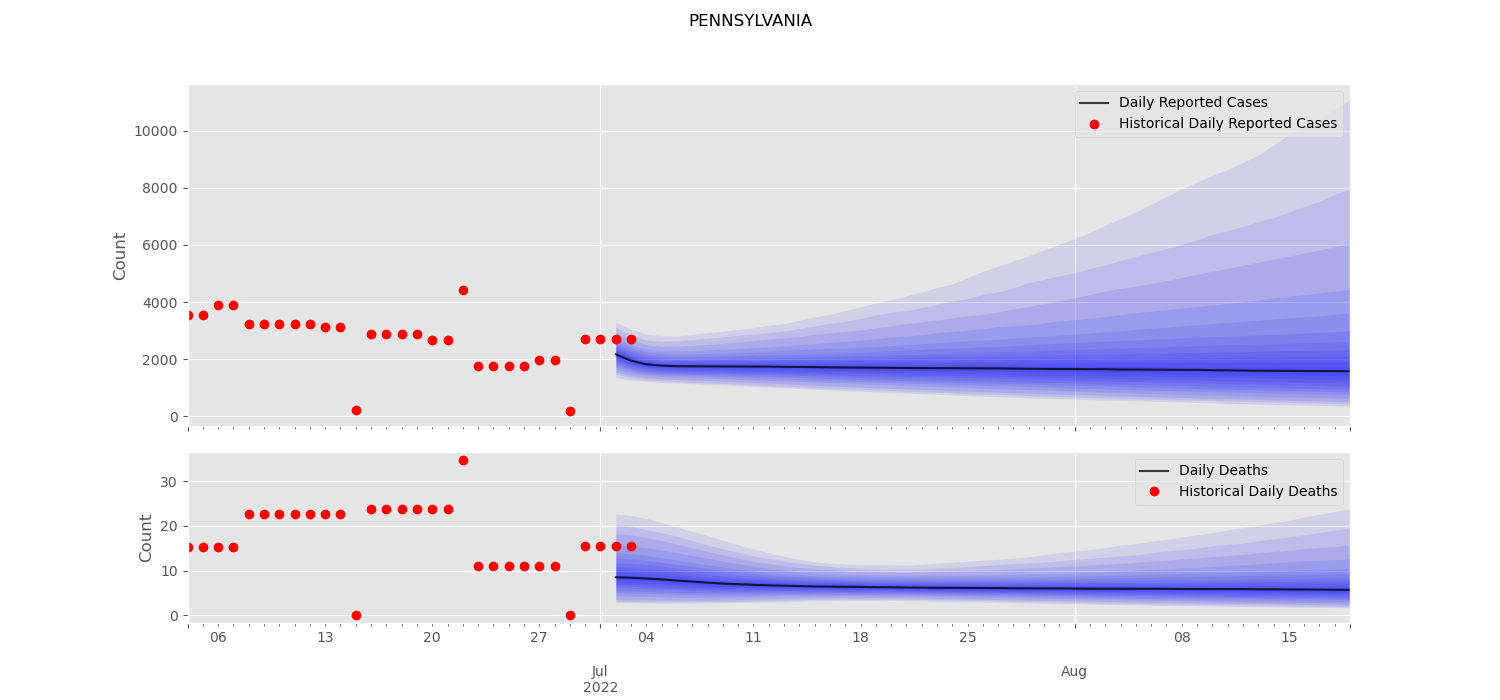 PENNSYLVANIA
Daily Reported Cases
Historical Daily Reported Cases
Count
10000
8000
6000
4000
2000
0
Daily Deaths
Historical Daily Deaths
Count
30
20
10
0
06 13 20 27 04 11 18 25 08 15
Jul Aug
2022